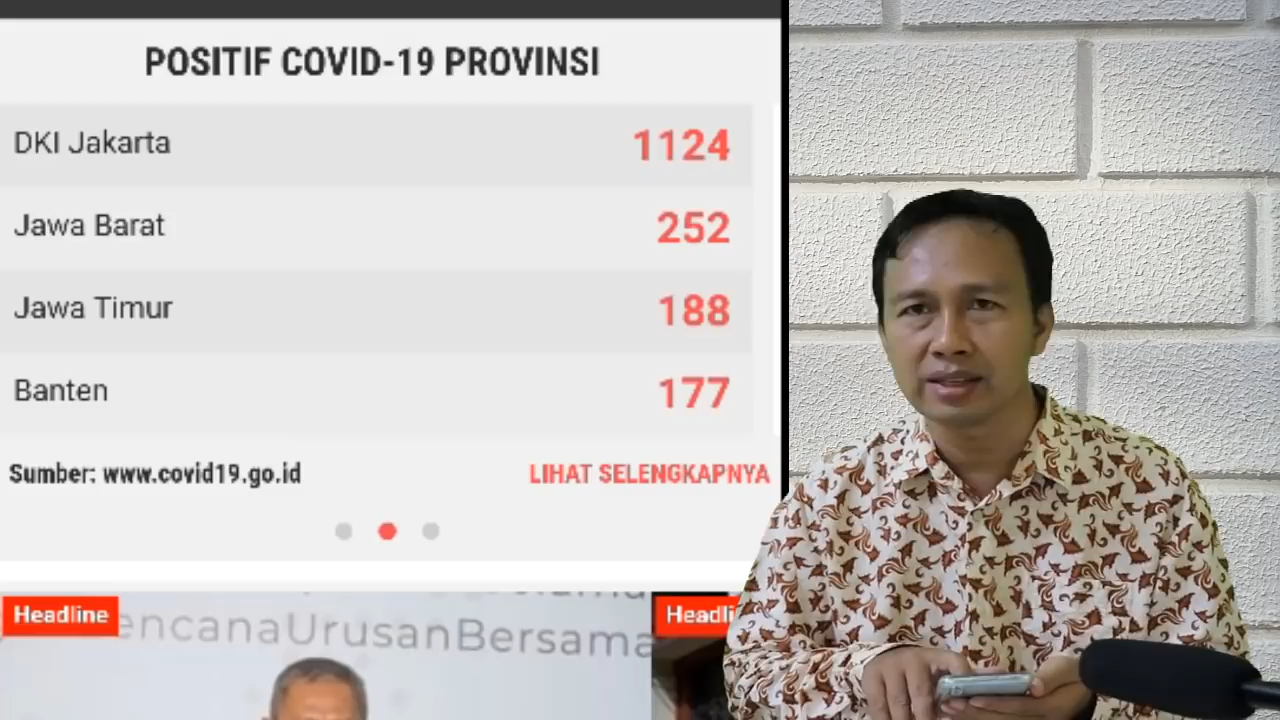 POSITIF COVID-19 PROVINSI
DKI Jakarta 1124
Jawa Barat 252
Jawa Timur 188
Banten 177
Sumber: www.covid19.go.id LIHAT SELENGKAPNYA
Headline
encanaUrusanBersama